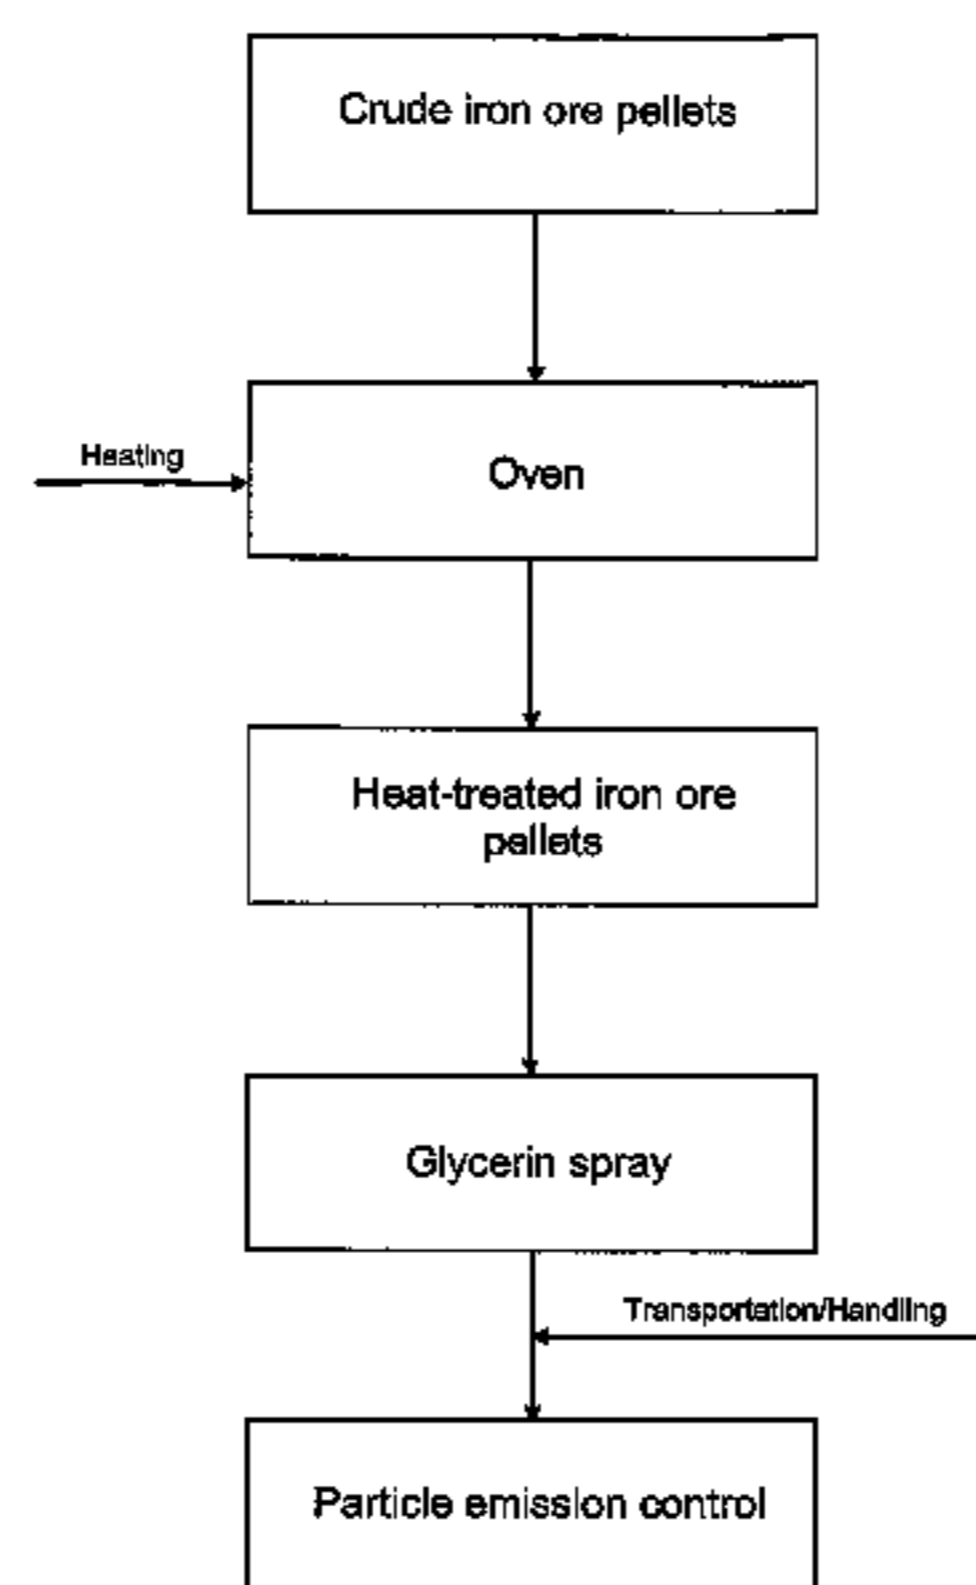 Crude iron ore pellets
Heating
Oven
Heat-treated iron ore
pellets
Glycerin spray
Transportation/Handling
Particle emission control